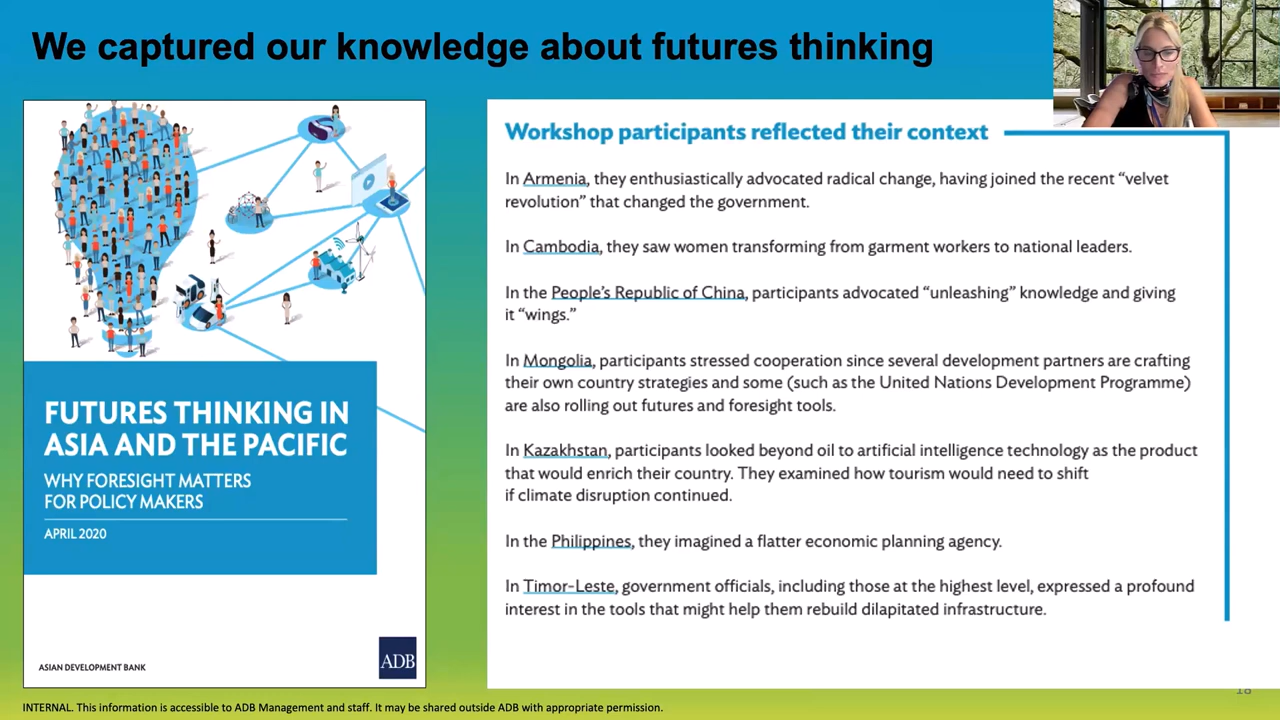 We captured our knowledge about futures thinking
FUTURES THINKING IN
ASIA AND THE PACIFIC
WHY FORESIGHT MATTERS
FOR POLICY MAKERS
APRIL 2020
ASIAN DEVELOPMENT BANK
ADB
Workshop participants reflected their context
In Armenia, they enthusiastically advocated radical change, having joined the recent “velvet
revolution” that changed the government.
In Cambodia, they saw women transforming from garment workers to national leaders.
In the People’s Republic of China, participants advocated “unleashing” knowledge and giving
it “wings.”
In Mongolia, participants stressed cooperation since several development partners are crafting
their own country strategies and some (such as the United Nations Development Programme)
are also rolling out futures and foresight tools.
In Kazakhstan, participants looked beyond oil to artificial intelligence technology as the product
that would enrich their country. They examined how tourism would need to shift
if climate disruption continued.
In the Philippines, they imagined a flatter economic planning agency.
In Timor-Leste, government officials, including those at the highest level, expressed a profound
interest in the tools that might help them rebuild dilapidated infrastructure.
18
INTERNAL. This information is accessible to ADB Management and staff. It may be shared outside ADB with appropriate permission.